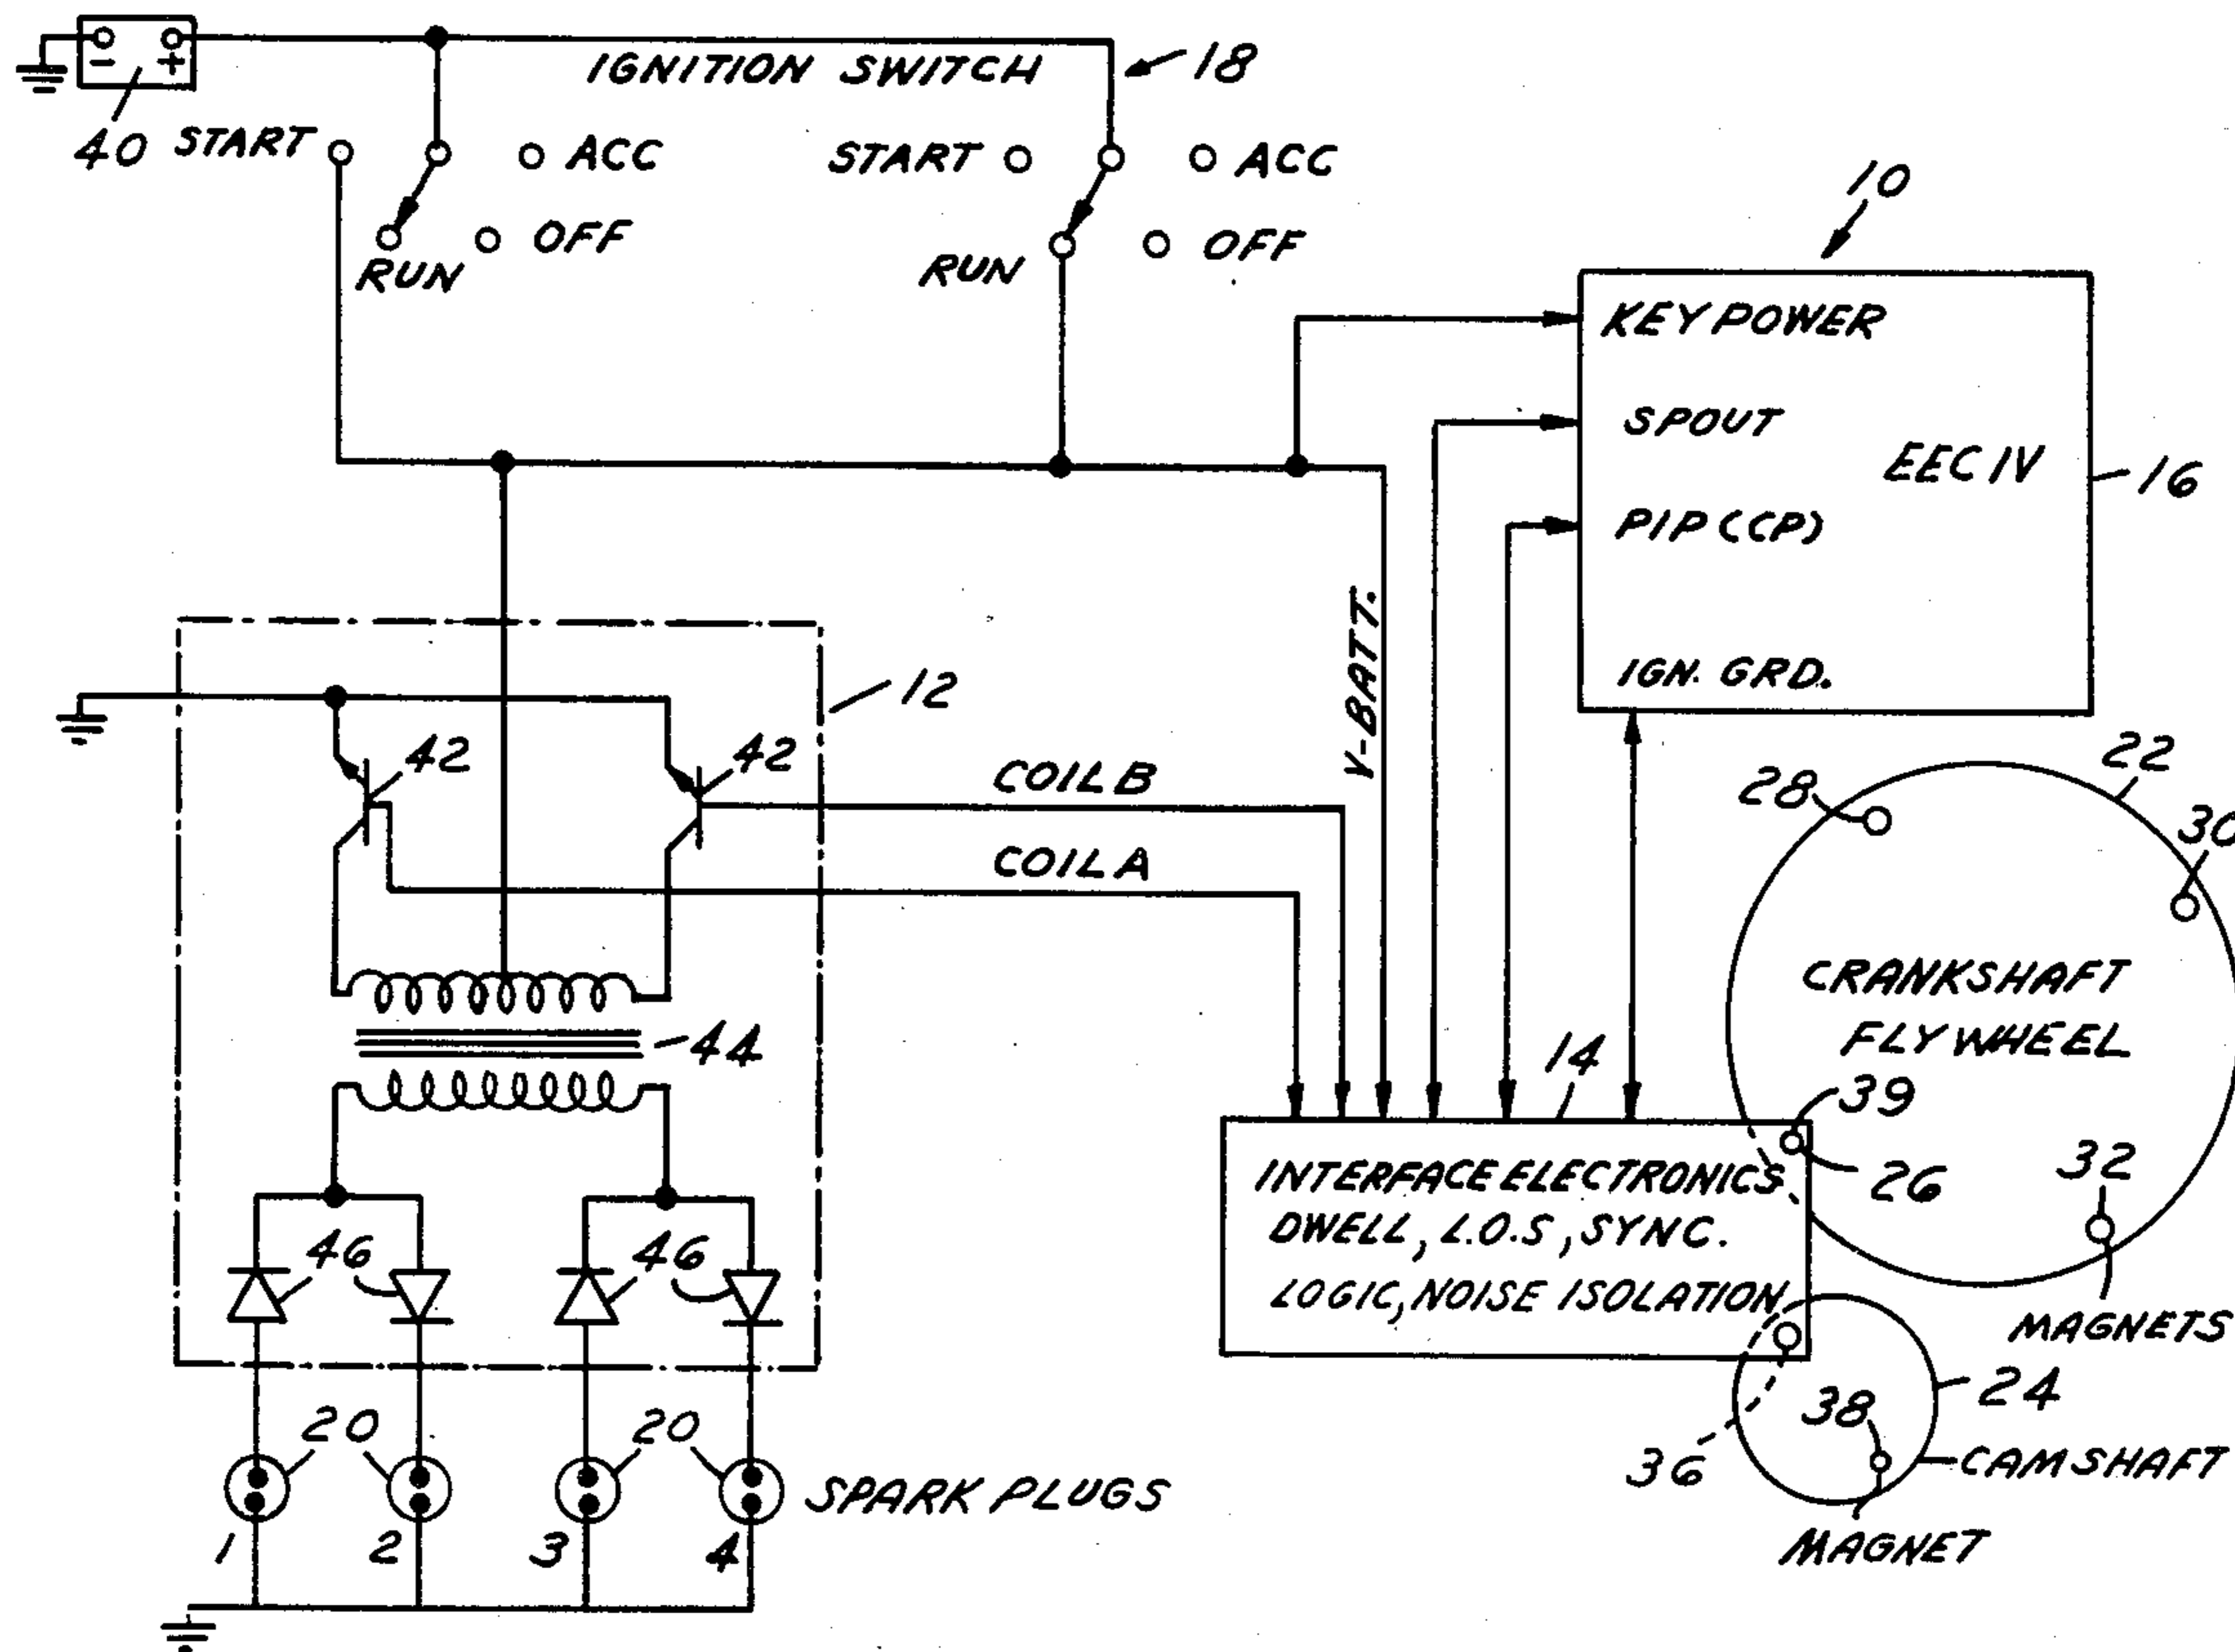 - +
IGNITION SWITCH
18
40
START
ACC
START
ACC
RUN
OFF
RUN
OFF
10
KEY POWER
SPOUT
EEC IV
16
PIP (CP)
IGN. GRD.
V-BATT.
12
42
42
COIL B
COIL A
44
46
46
20
20
1
2
3
4
SPARK PLUGS
14
INTERFACE ELECTRONICS
DWELL, L.O.S, SYNC.
LOGIC, NOISE ISOLATION
22
28
30
CRANKSHAFT
FLYWHEEL
39
26
32
MAGNETS
24
38
36
CAMSHAFT
MAGNET